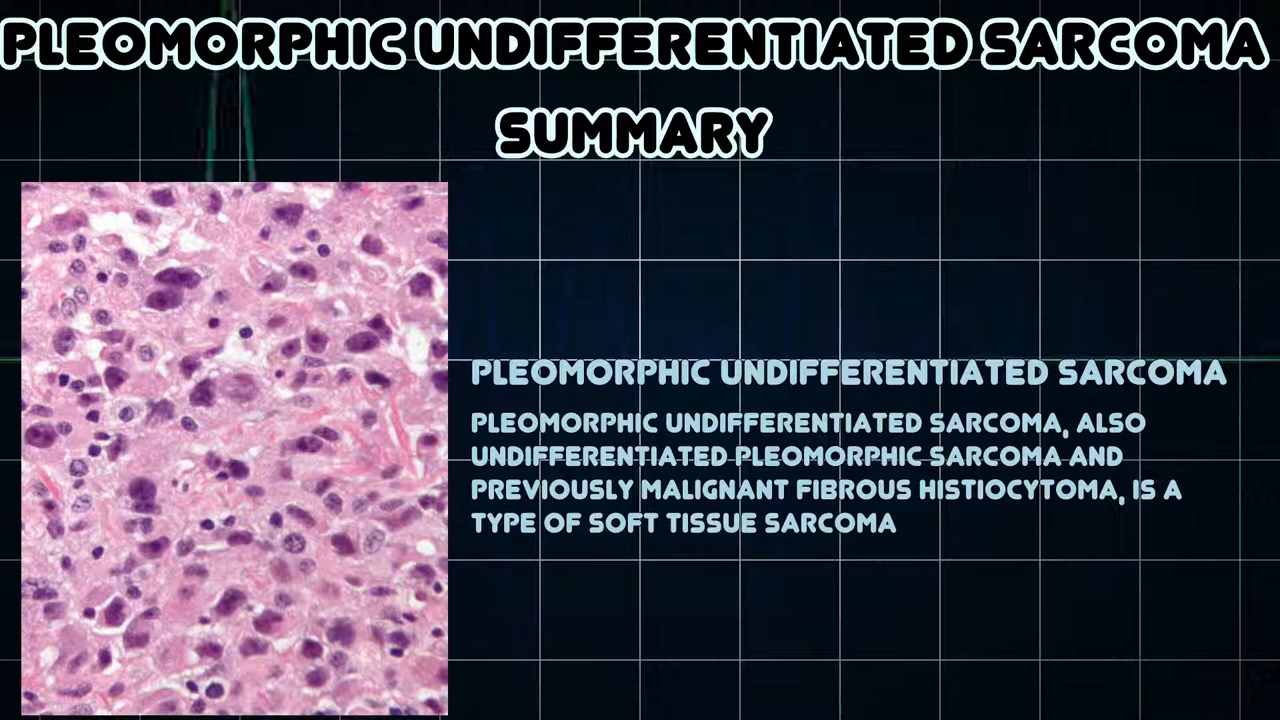 PLEOMORPHIC UNDIFFERENTIATED SARCOMA
SUMMARY
PLEOMORPHIC UNDIFFERENTIATED SARCOMA
PLEOMORPHIC UNDIFFERENTIATED SARCOMA, ALSO
UNDIFFERENTIATED PLEOMORPHIC SARCOMA AND
PREVIOUSLY MALIGNANT FIBROUS HISTIOCYTOMA, IS A
TYPE OF SOFT TISSUE SARCOMA